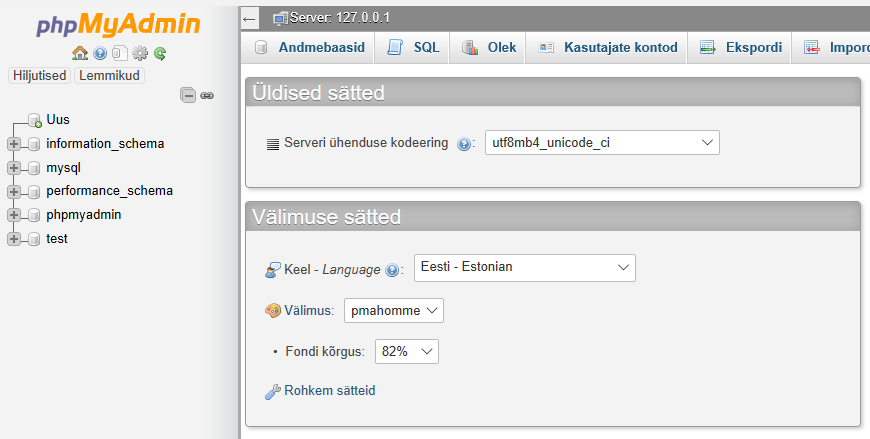 phpMyAdmin
Hiljutised Lemmikud
Uus
information_schema
mysql
performance_schema
phpmyadmin
test
Server: 127.0.0.1
Andmebaasid SQL Olek Kasutajate kontod Ekspordi Impor
Üldised sätted
Serveri ühenduse kodeering : utf8mb4_unicode_ci
Välimuse sätted
Keel - Language : Eesti - Estonian
Välimus: pmahomme
• Fondi kõrgus: 82%
Rohkem sätteid